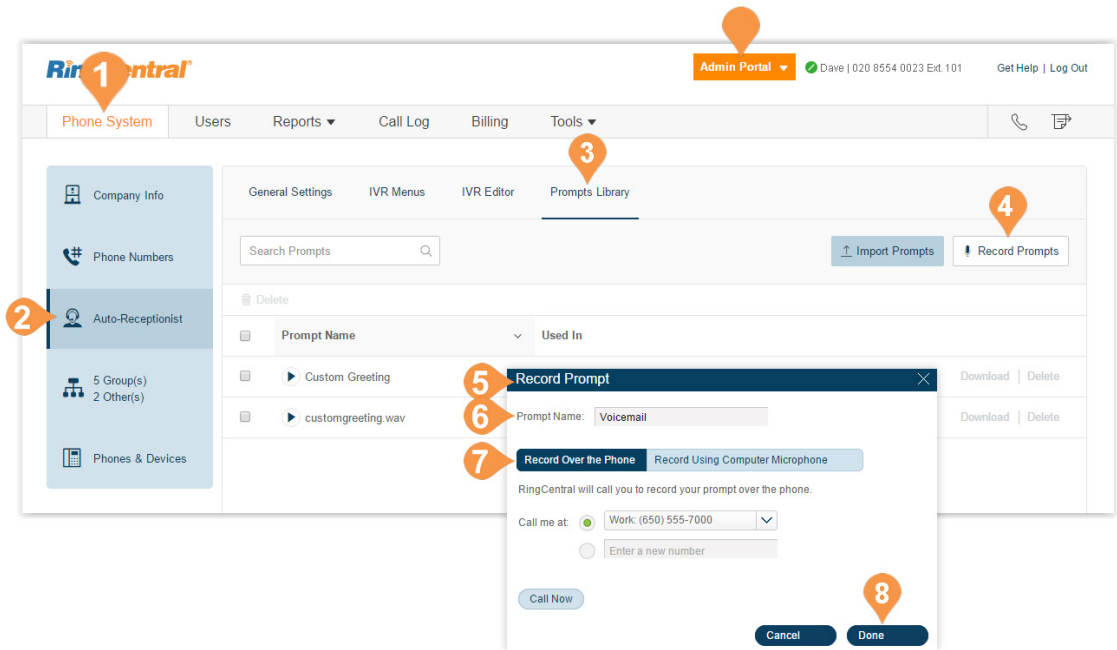 RingCentral®
1
Admin Portal
Dave | 020 8554 0023 Ext. 101
Get Help | Log Out
Phone System
Users
Reports
Call Log
Billing
Tools
3
Company Info
General Settings
IVR Menus
IVR Editor
Prompts Library
4
Phone Numbers
Search Prompts
Import Prompts
Record Prompts
2
Auto-Receptionist
Delete
Prompt Name
Used In
5 Group(s)
2 Other(s)
Custom Greeting
Download | Delete
customgreeting.wav
Download | Delete
Phones & Devices
5
Record Prompt
6
Prompt Name:
Voicemail
7
Record Over the Phone
Record Using Computer Microphone
RingCentral will call you to record your prompt over the phone.
Call me at:
Work: (650) 555-7000
Enter a new number
Call Now
8
Cancel
Done